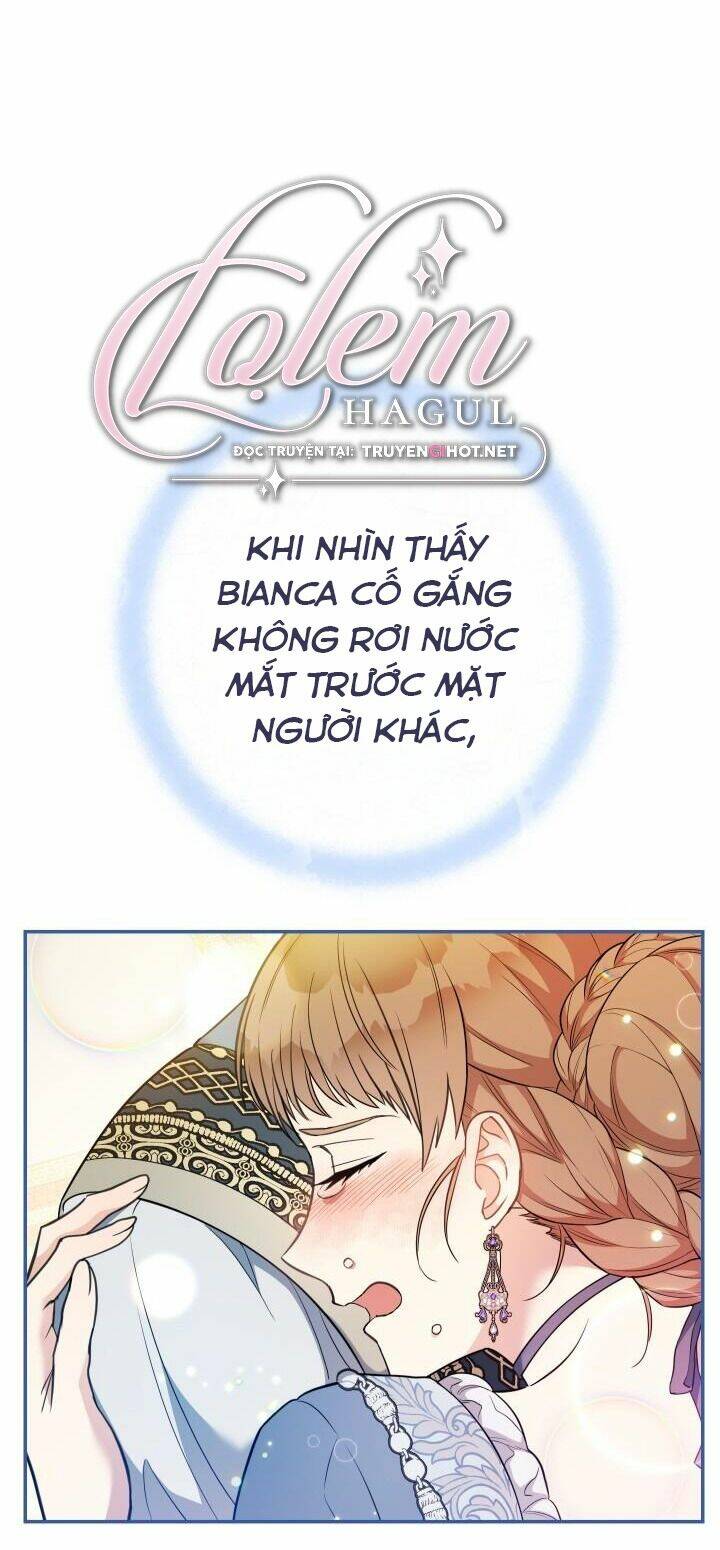 Lọlem
HAGUL
ĐỌC TRUYỆN TẠI: TRUYENGIHOT.NET
KHI NHÌN THẤY
BIANCA CỐ GẮNG
KHÔNG RƠI NƯỚC
MẮT TRƯỚC MẶT
NGƯỜI KHÁC,